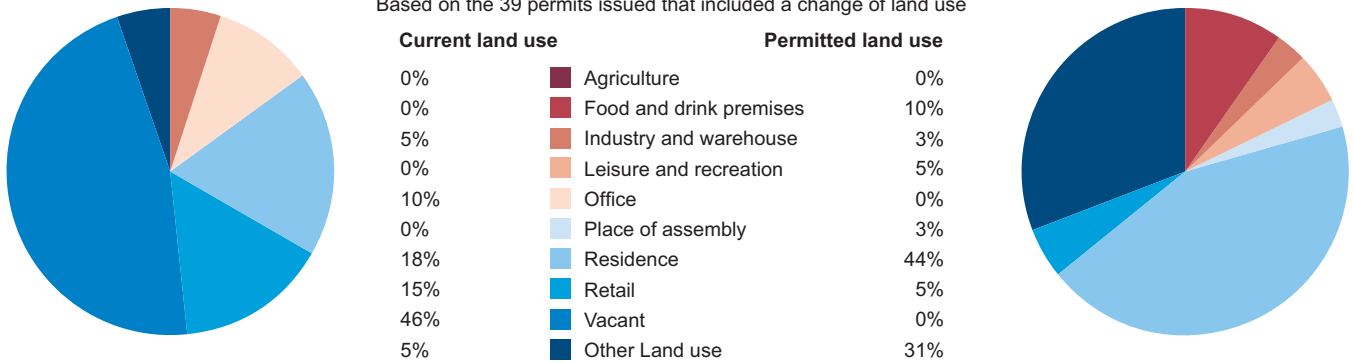 Based on the 39 permits issued that included a change of land use
Current land use Permitted land use
0% Agriculture 0%
0% Food and drink premises 10%
5% Industry and warehouse 3%
0% Leisure and recreation 5%
10% Office 0%
0% Place of assembly 3%
18% Residence 44%
15% Retail 5%
46% Vacant 0%
5% Other Land use 31%